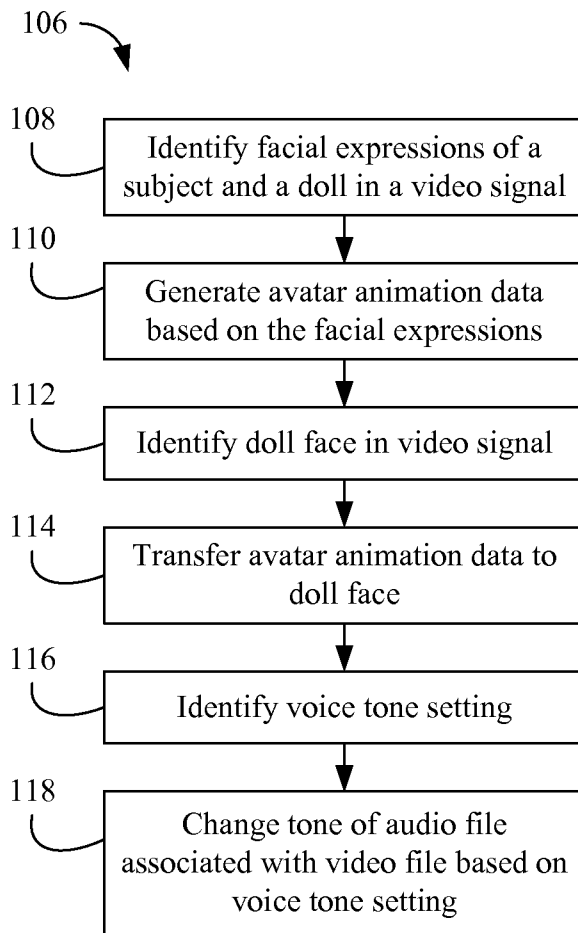 106
108
Identify facial expressions of a
subject and a doll in a video signal
110
Generate avatar animation data
based on the facial expressions
112
Identify doll face in video signal
114
Transfer avatar animation data to
doll face
116
Identify voice tone setting
118
Change tone of audio file
associated with video file based on
voice tone setting